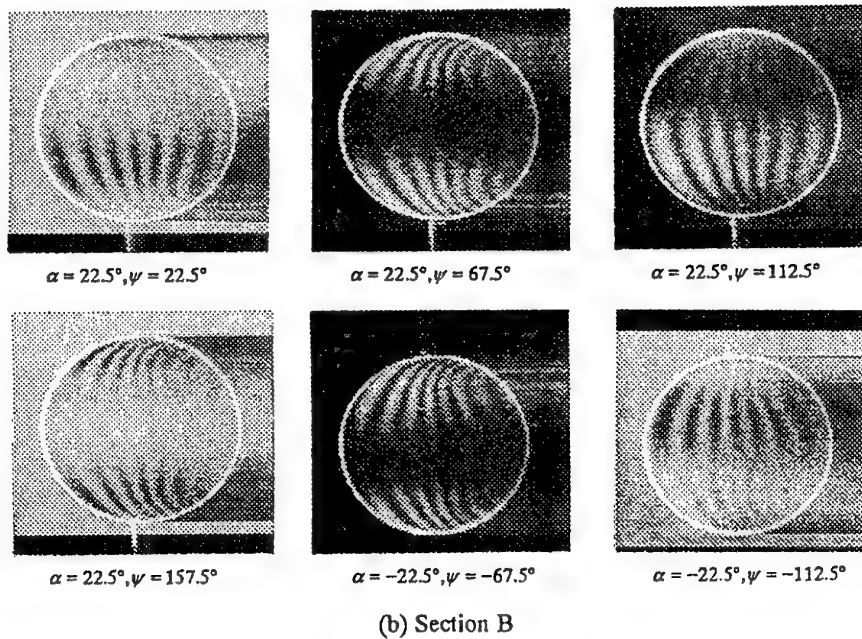 α = 22.5°, ψ = 22.5°
α = 22.5°, ψ = 67.5°
α = 22.5°, ψ = 112.5°
α = 22.5°, ψ = 157.5°
α = −22.5°, ψ = −67.5°
α = −22.5°, ψ = −112.5°
(b) Section B